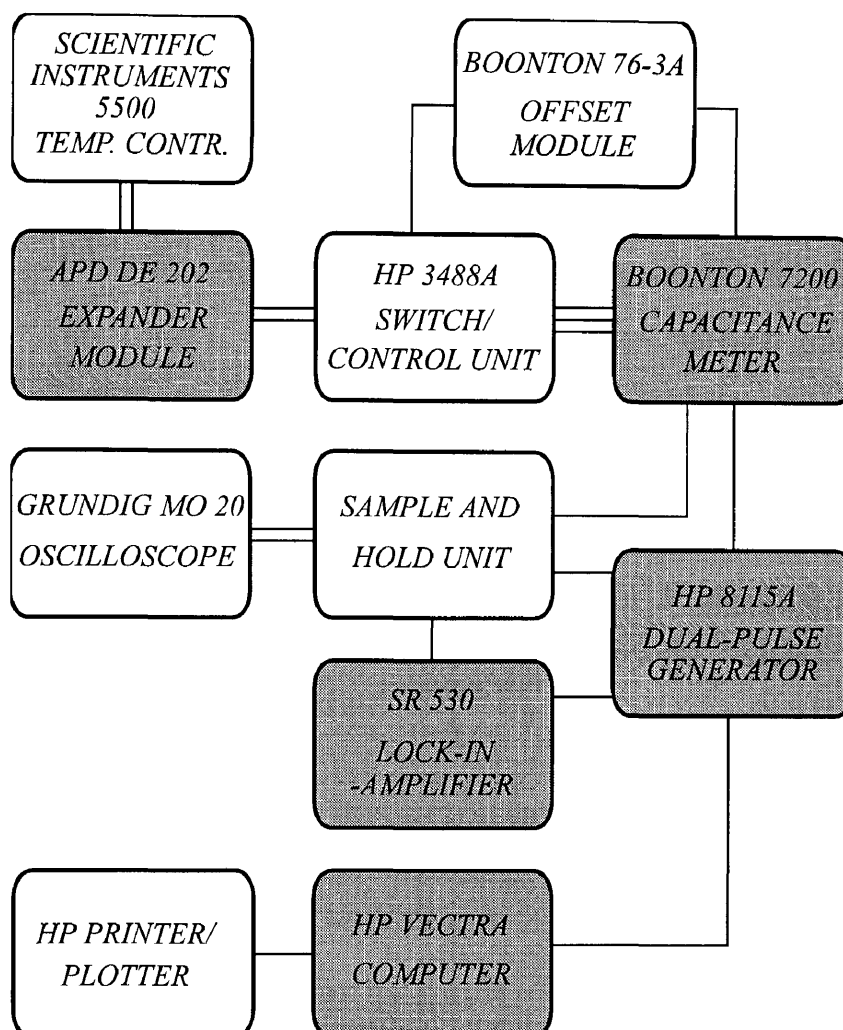 SCIENTIFIC
INSTRUMENTS
5500
TEMP. CONTR.
BOONTON 76-3A
OFFSET
MODULE
APD DE 202
EXPANDER
MODULE
HP 3488A
SWITCH/
CONTROL UNIT
BOONTON 7200
CAPACITANCE
METER
GRUNDIG MO 20
OSCILLOSCOPE
SAMPLE AND
HOLD UNIT
HP 8115A
DUAL-PULSE
GENERATOR
SR 530
LOCK-IN
-AMPLIFIER
HP PRINTER/
PLOTTER
HP VECTRA
COMPUTER